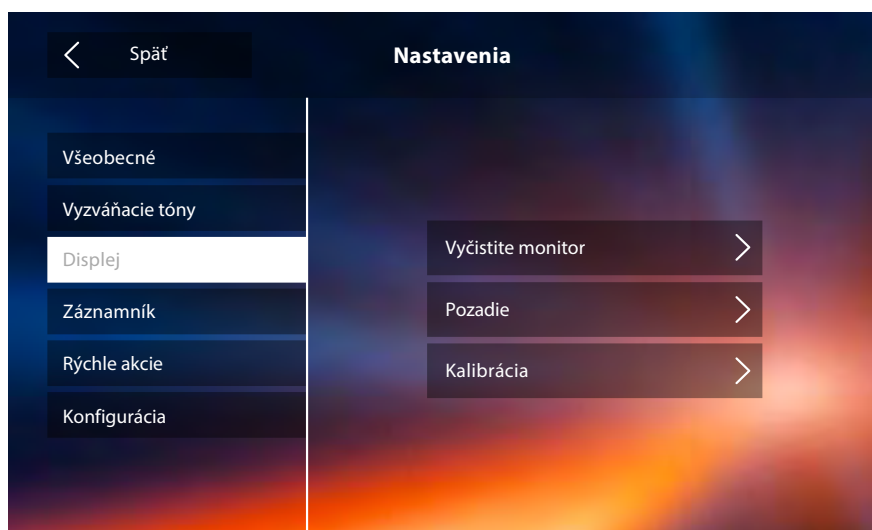 Späť
Nastavenia
Všeobecné
Vyzváňacie tóny
Displej
Záznamník
Rýchle akcie
Konfigurácia
Vyčistite monitor
Pozadie
Kalibrácia